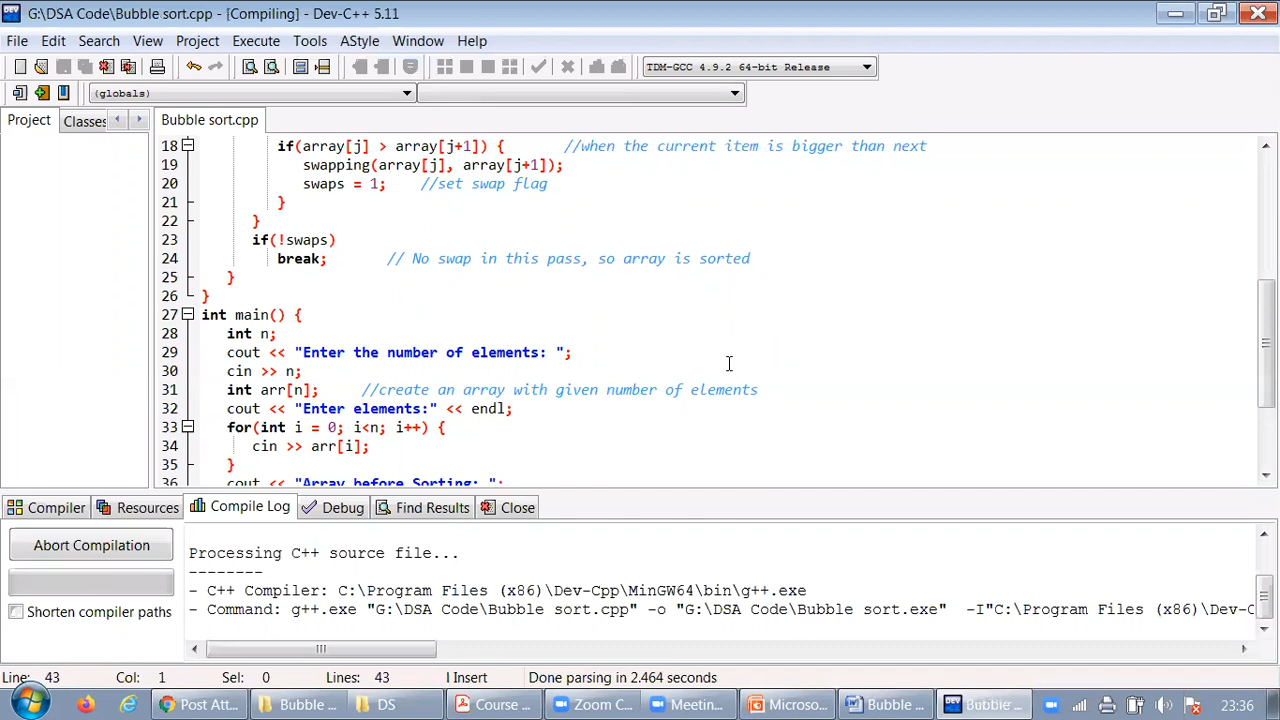 G:\DSA Code\Bubble sort.cpp - [Compiling] - Dev-C++ 5.11
File Edit Search View Project Execute Tools AStyle Window Help
TDM-GCC 4.9.2 64-bit Release
(globals)
Project Classes Bubble sort.cpp
18 if(array[j] > array[j+1]) { //when the current item is bigger than next
19 swapping(array[j], array[j+1]);
20 swaps = 1; //set swap flag
21 }
22 }
23 if(!swaps)
24 break; // No swap in this pass, so array is sorted
25 }
26 }
27 int main() {
28 int n;
29 cout << "Enter the number of elements: ";
30 cin >> n;
31 int arr[n]; //create an array with given number of elements
32 cout << "Enter elements:" << endl;
33 for(int i = 0; i<n; i++) {
34 cin >> arr[i];
35 }
36 cout << "Array before Sorting: ";
Compiler Resources Compile Log Debug Find Results Close
Abort Compilation
Shorten compiler paths
Processing C++ source file...
--------
- C++ Compiler: C:\Program Files (x86)\Dev-Cpp\MinGW64\bin\g++.exe
- Command: g++.exe "G:\DSA Code\Bubble sort.cpp" -o "G:\DSA Code\Bubble sort.exe" -I"C:\Program Files (x86)\Dev-C
Line: 43 Col: 1 Sel: 0 Lines: 43 Insert Done parsing in 2.464 seconds
Post Att... Bubble ... DS Course ... Zoom C... Meetin... Microso... Bubble ... Bubble ... 23:36